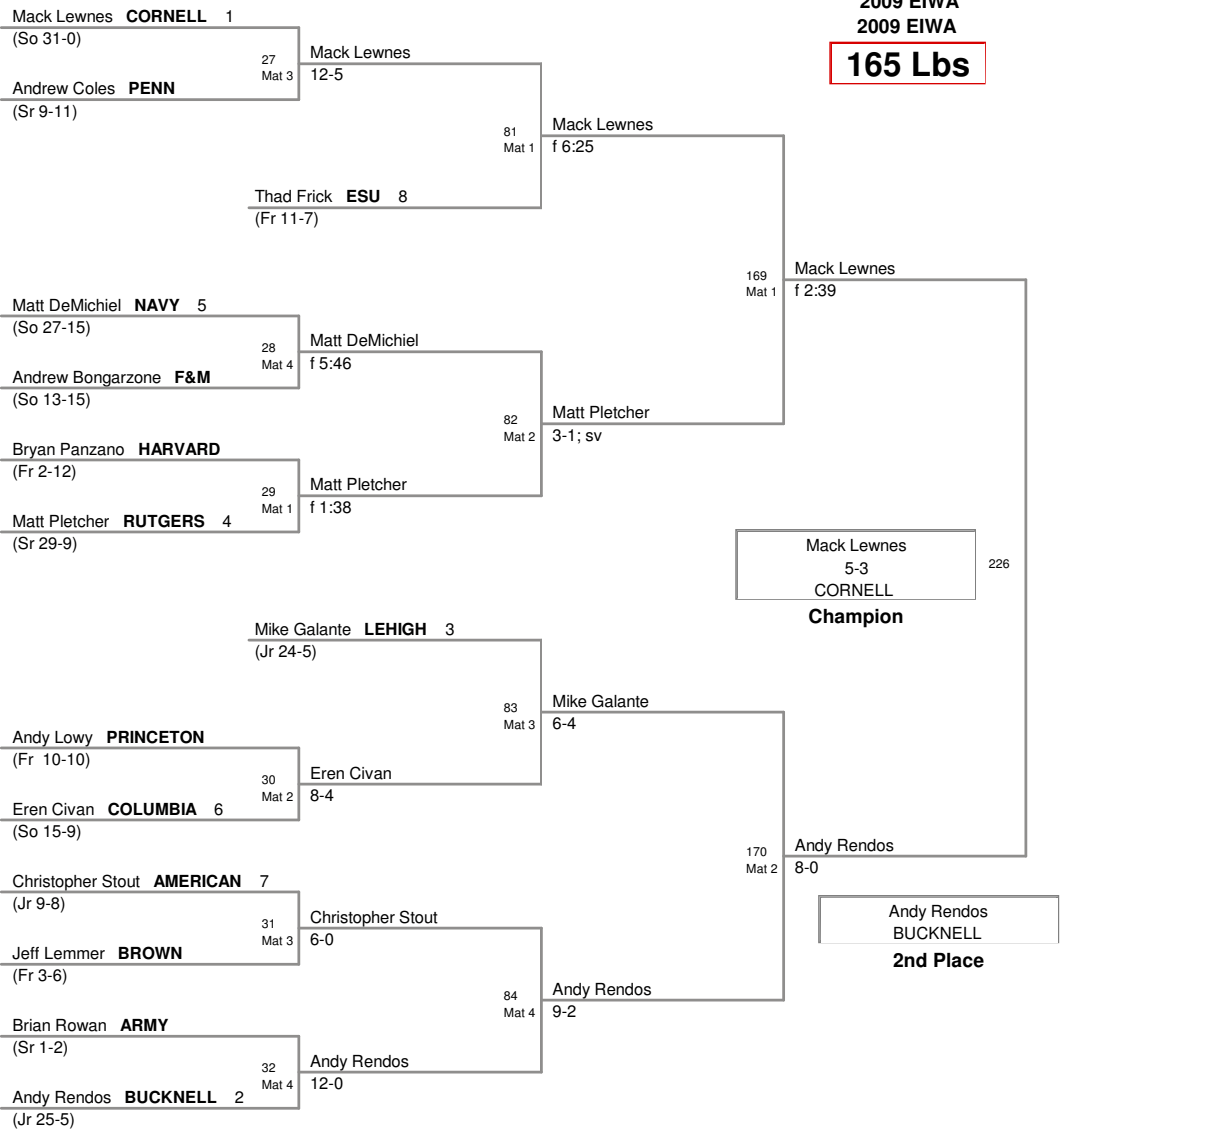 2009 EIWA
2009 EIWA
165 Lbs
Mack Lewnes CORNELL 1
(So 31-0)
27
Mat 3
Mack Lewnes
12-5
Andrew Coles PENN
(Sr 9-11)
81
Mat 1
Mack Lewnes
f 6:25
Thad Frick ESU 8
(Fr 11-7)
169
Mat 1
Mack Lewnes
f 2:39
Matt DeMichiel NAVY 5
(So 27-15)
28
Mat 4
Matt DeMichiel
f 5:46
Andrew Bongarzone F&M
(So 13-15)
82
Mat 2
Matt Pletcher
3-1; sv
Bryan Panzano HARVARD
(Fr 2-12)
29
Mat 1
Matt Pletcher
f 1:38
Matt Pletcher RUTGERS 4
(Sr 29-9)
Mack Lewnes
5-3
CORNELL
Champion
226
Mike Galante LEHIGH 3
(Jr 24-5)
83
Mat 3
Mike Galante
6-4
Andy Lowy PRINCETON
(Fr 10-10)
30
Mat 2
Eren Civan
8-4
Eren Civan COLUMBIA 6
(So 15-9)
170
Mat 2
Andy Rendos
8-0
Christopher Stout AMERICAN 7
(Jr 9-8)
31
Mat 3
Christopher Stout
6-0
Jeff Lemmer BROWN
(Fr 3-6)
Andy Rendos
BUCKNELL
2nd Place
84
Mat 4
Andy Rendos
9-2
Brian Rowan ARMY
(Sr 1-2)
32
Mat 4
Andy Rendos
12-0
Andy Rendos BUCKNELL 2
(Jr 25-5)